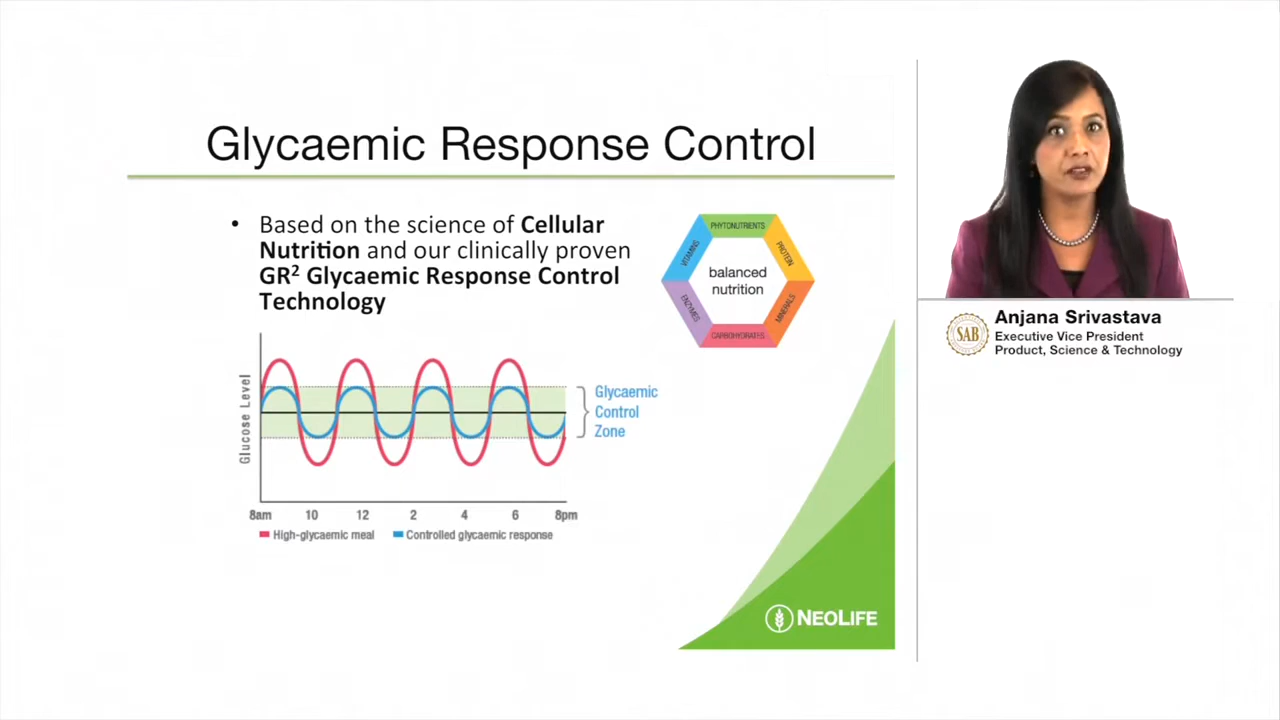 Glycaemic Response Control
• Based on the science of Cellular
Nutrition and our clinically proven
GR² Glycaemic Response Control
Technology
PHYTONUTRIENTS
VITAMINS
PROTEIN
balanced
nutrition
ENZYMES
MINERALS
CARBOHYDRATES
Glucose Level
Glycaemic
Control
Zone
8am 10 12 2 4 6 8pm
High-glycaemic meal Controlled glycaemic response
NEOLIFE
SAB
Anjana Srivastava
Executive Vice President
Product, Science & Technology